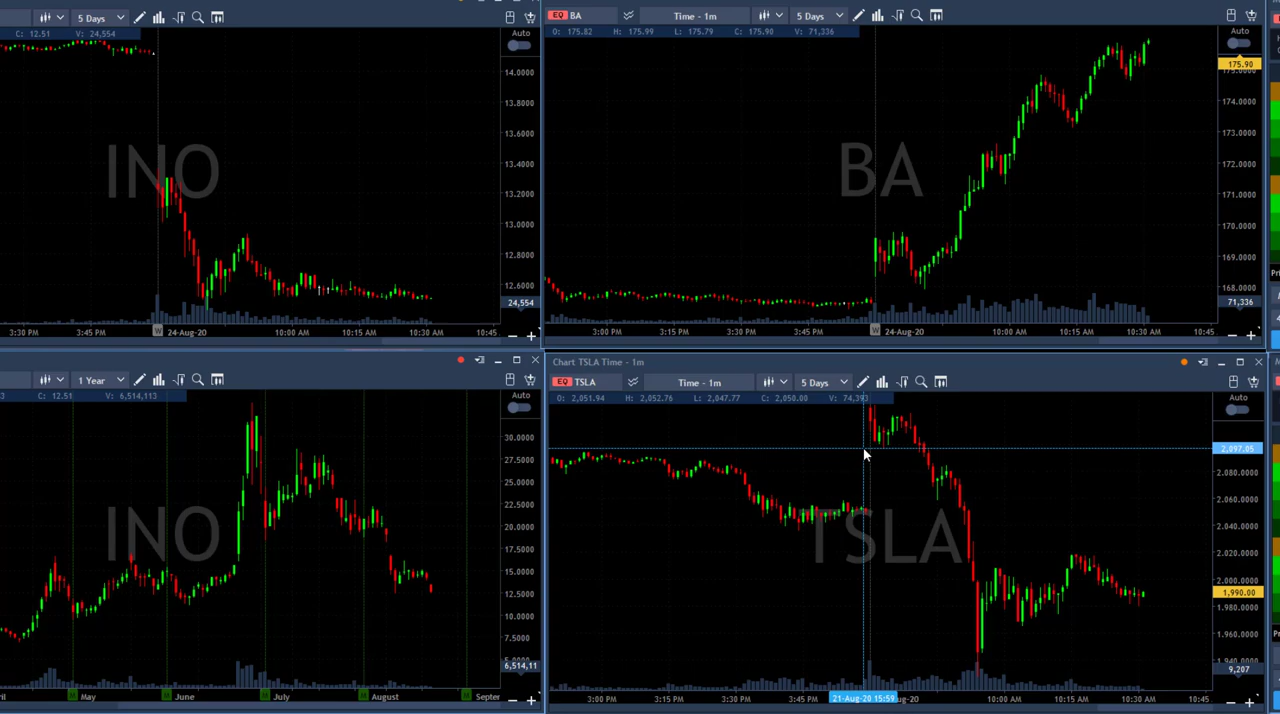 5 Days
C: 12.51 V: 24,554
Auto
14.0000
13.8000
13.6000
13.4000
13.2000
13.0000
12.8000
12.6000
24,554
INO
3:30 PM 3:45 PM W 24-Aug-20 10:00 AM 10:15 AM 10:30 AM 10:45
EQ BA Time - 1m 5 Days
O: 175.82 H: 175.99 L: 175.79 C: 175.90 V: 71,336
Auto
175.90
174.0000
173.0000
172.0000
171.0000
170.0000
169.0000
168.0000
71,336
BA
3:00 PM 3:15 PM 3:30 PM 3:45 PM W 24-Aug-20 10:00 AM 10:15 AM 10:30 AM 10:45
1 Year
C: 12.51 V: 6,514,113
Auto
30.0000
27.5000
25.0000
22.5000
20.0000
17.5000
15.0000
12.5000
10.0000
7.5000
6,514,11
INO
May June July August Septer
Chart TSLA Time - 1m
EQ TSLA Time - 1m 5 Days
O: 2,051.94 H: 2,052.76 L: 2,047.77 C: 2,050.00 V: 74,393
Auto
2,097.05
2,080.0000
2,060.0000
2,040.0000
2,020.0000
2,000.0000
1,990.00
1,980.0000
1,960.0000
1,940.0000
9,207
TSLA
3:00 PM 3:15 PM 3:30 PM 3:45 PM 21-Aug-20 15:59 10:00 AM 10:15 AM 10:30 AM 10:45